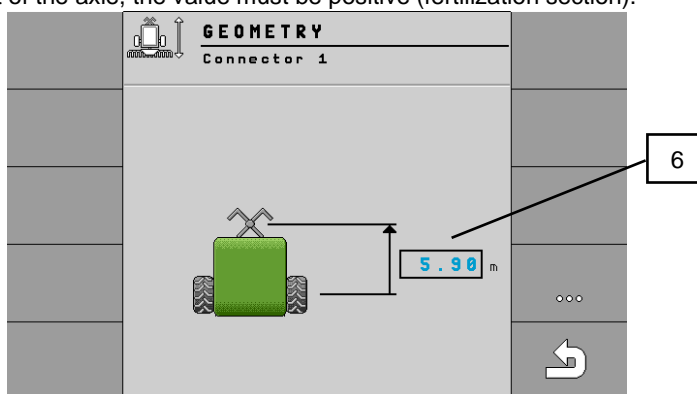 of the axle, the value must be positive (fertilization section).
GEOMETRY
Connector 1
6
5.90 m